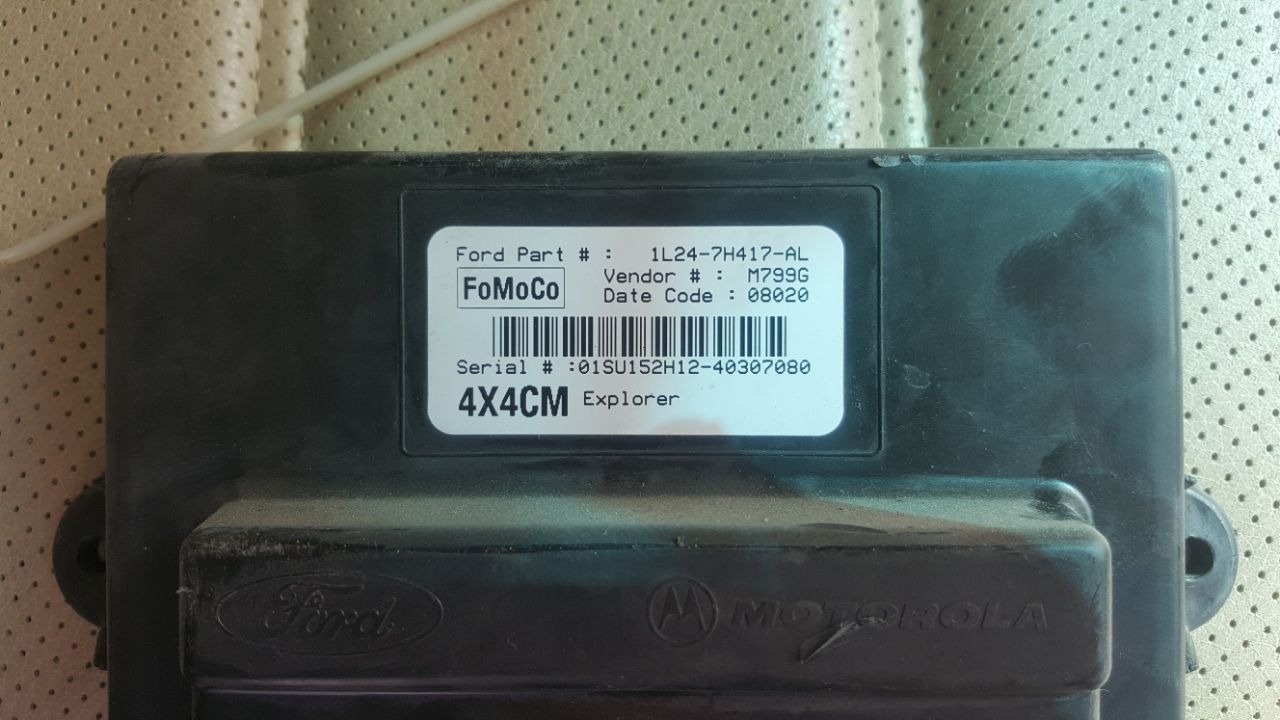 Ford Part # : 1L24-7H417-AL
FoMoCo
Vendor # : M799G
Date Code : 08020
Serial # :01SU152H12-40307080
4X4CM Explorer
Ford
M MOTOROLA